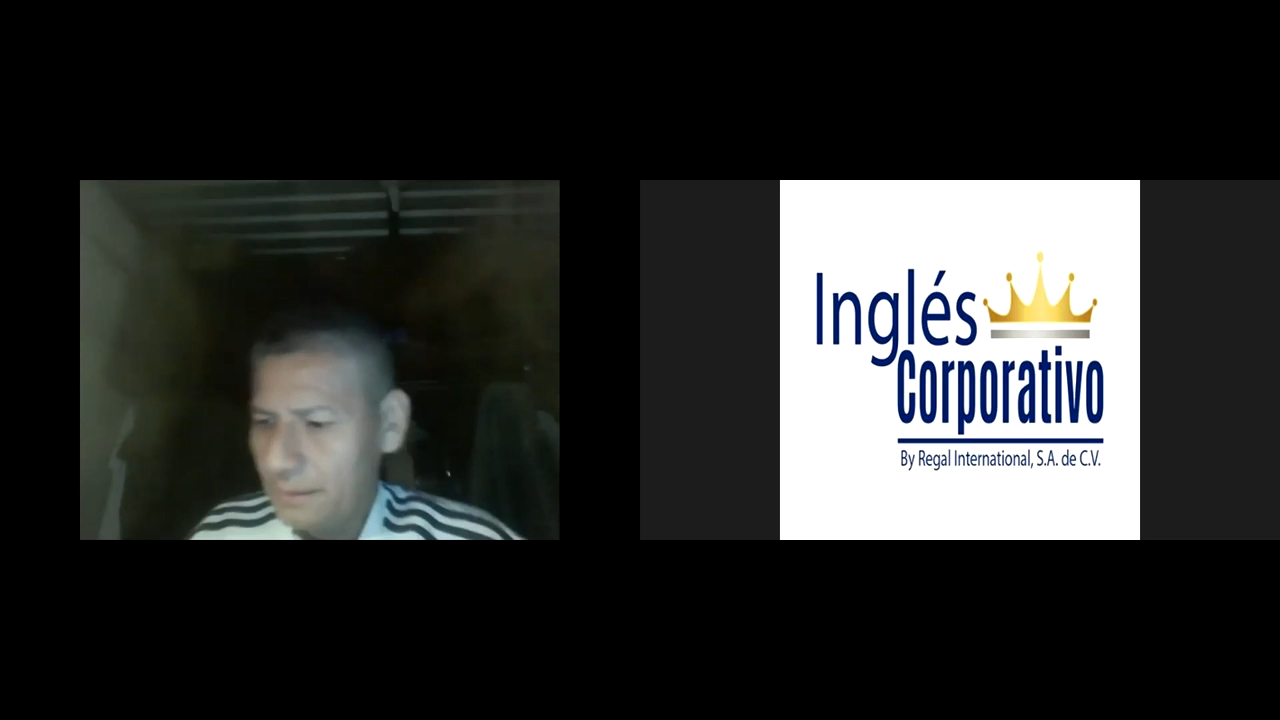 Inglés
Corporativo
By Regal International, S.A. de C.V.